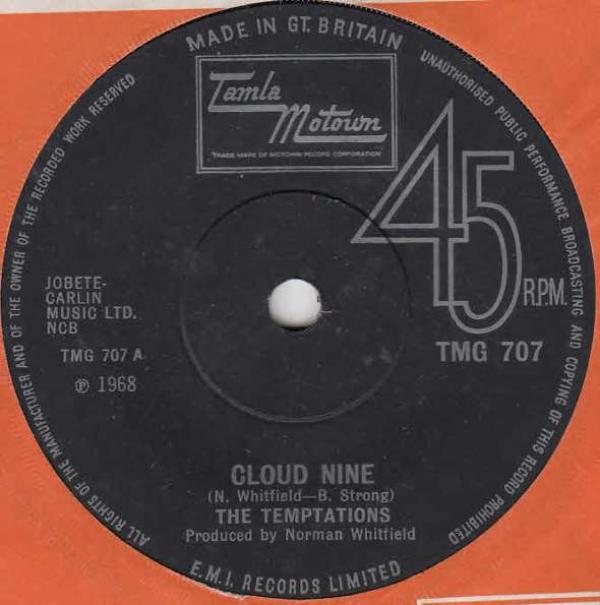 MADE IN GT. BRITAIN
UNAUTHORISED PUBLIC PERFORMANCE BROADCASTING AND COPYING OF THIS RECORD PROHIBITED
ALL RIGHTS OF THE MANUFACTURER AND OF THE OWNER OF THE RECORDED WORK RESERVED
Tamla
Motown
TRADE MARK OF MOTOWN RECORD CORPORATION
45
R.P.M.
JOBETE-
CARLIN
MUSIC LTD.
NCB
TMG 707 A
℗ 1968
TMG 707
CLOUD NINE
(N. Whitfield—B. Strong)
THE TEMPTATIONS
Produced by Norman Whitfield
E.M.I. RECORDS LIMITED